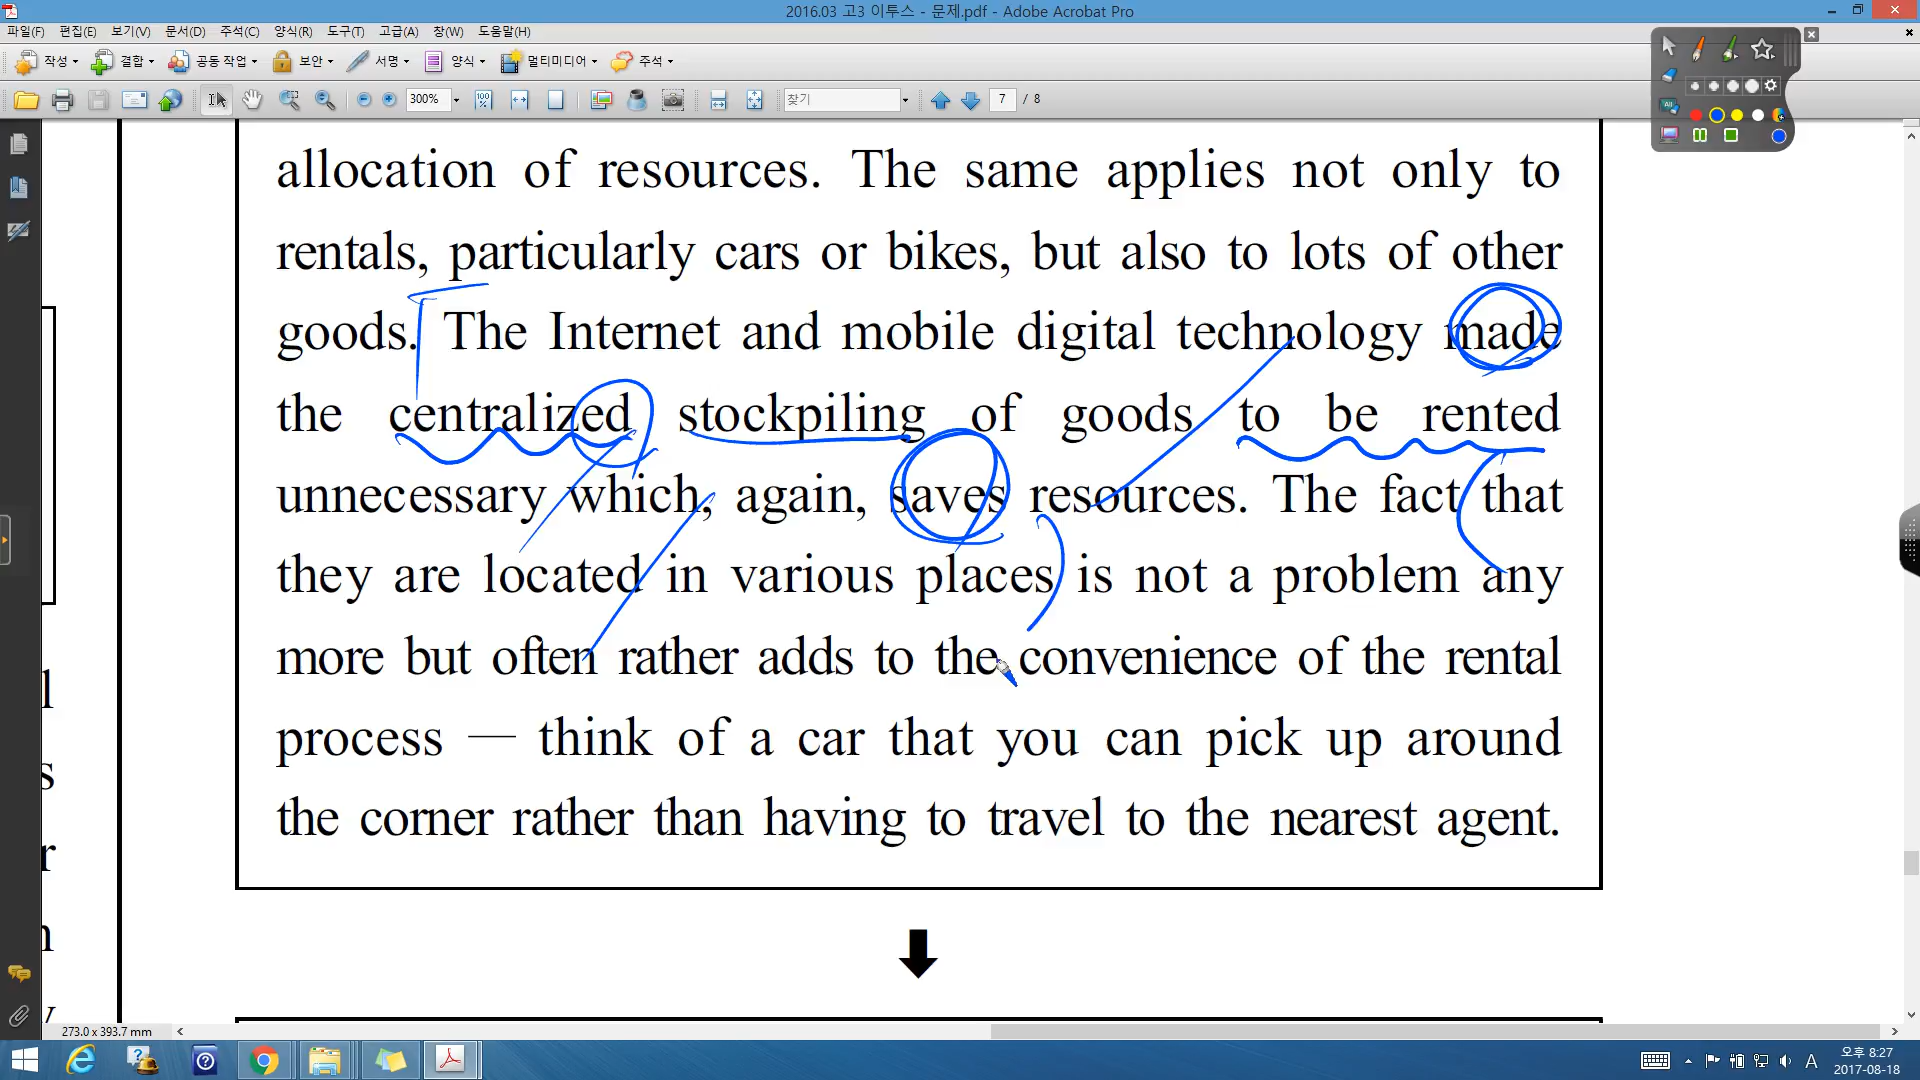 2016.03 고3 이투스 - 문제.pdf - Adobe Acrobat Pro
파일(F) 편집(E) 보기(V) 문서(D) 주석(C) 양식(R) 도구(T) 고급(A) 창(W) 도움말(H)
작성 결합 공동 작업 보안 서명 양식 멀티미디어 주석
300% 찾기 7 / 8
allocation of resources. The same applies not only to
rentals, particularly cars or bikes, but also to lots of other
goods. The Internet and mobile digital technology made
the centralized stockpiling of goods to be rented
unnecessary which, again, saves resources. The fact that
they are located in various places is not a problem any
more but often rather adds to the convenience of the rental
process — think of a car that you can pick up around
the corner rather than having to travel to the nearest agent.
l
s
r
n
y
273.0 x 393.7 mm
A 오후 8:27
2017-08-18